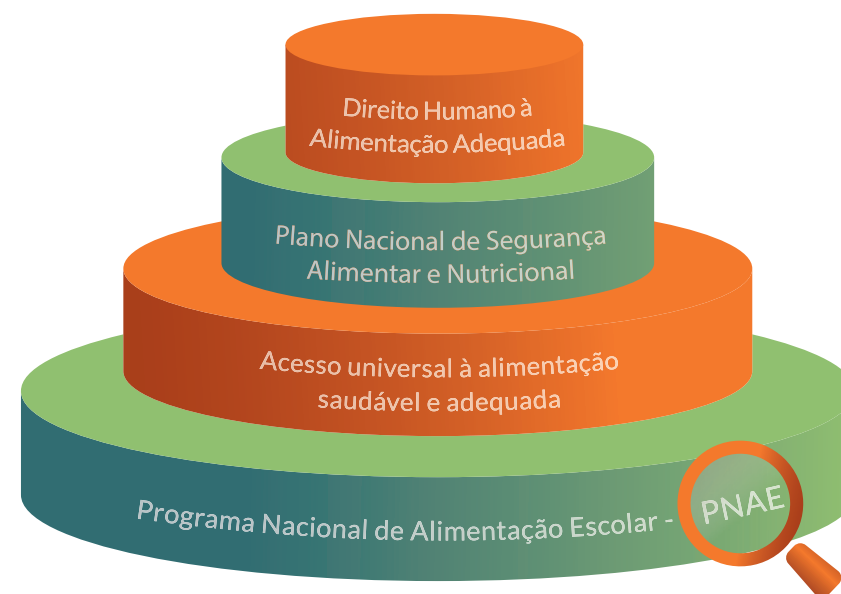 Direito Humano à
Alimentação Adequada
Plano Nacional de Segurança
Alimentar e Nutricional
Acesso universal à alimentação
saudável e adequada
Programa Nacional de Alimentação Escolar - PNAE